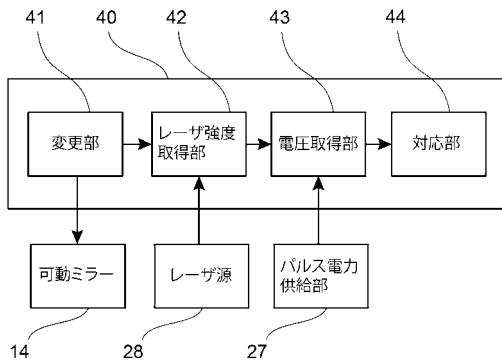 41
40
42
43
44
変更部
レーザ強度
取得部
電圧取得部
対応部
可動ミラー
レーザ源
パルス電力
供給部
14
28
27